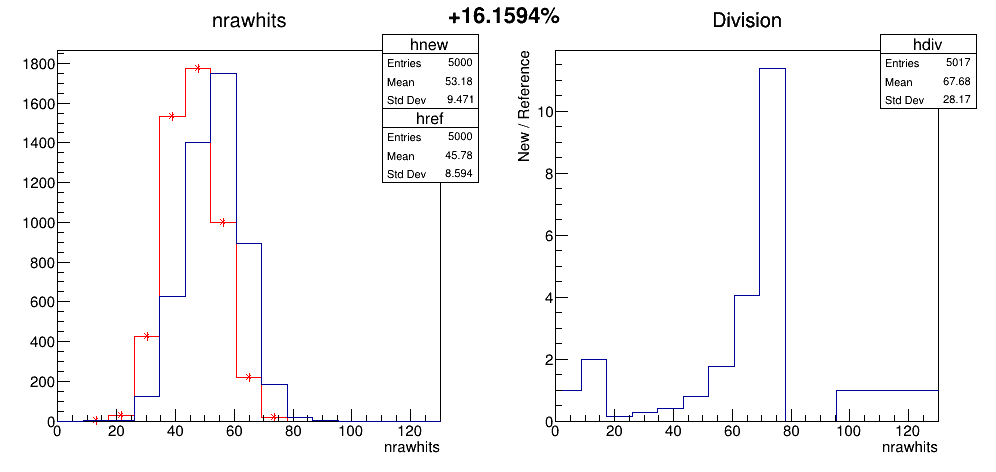 +16.1594%
nrawhits
hnew
Entries 5000
Mean 53.18
Std Dev 9.471
href
Entries 5000
Mean 45.78
Std Dev 8.594
1800
1600
1400
1200
1000
800
600
400
200
0
0 20 40 60 80 100 120
nrawhits
Division
hdiv
Entries 5017
Mean 67.68
Std Dev 28.17
New / Reference
10
8
6
4
2
0
0 20 40 60 80 100 120
nrawhits